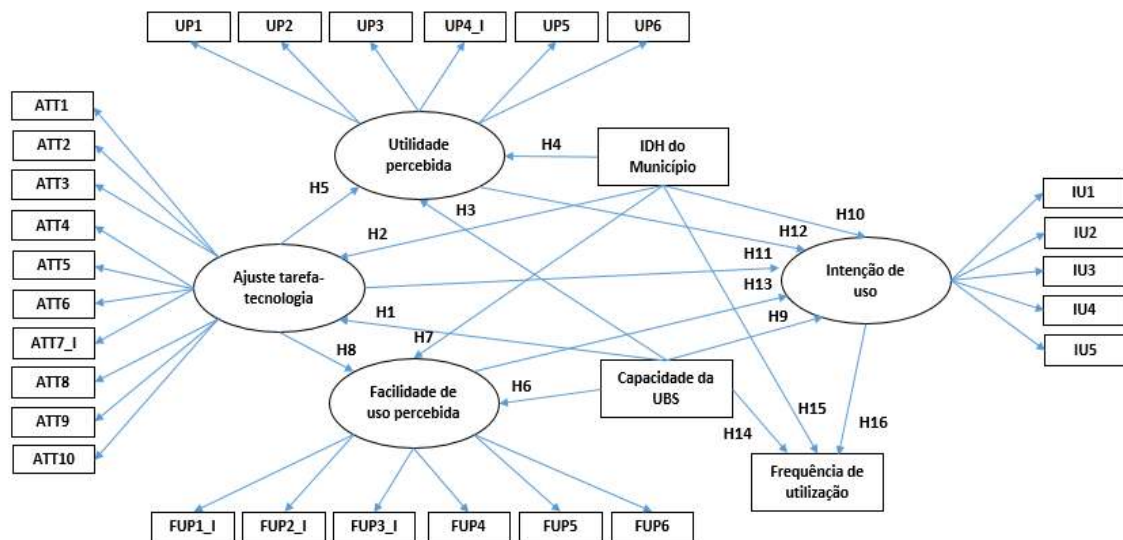 UP1
UP2
UP3
UP4_I
UP5
UP6
ATT1
ATT2
ATT3
ATT4
ATT5
ATT6
ATT7_I
ATT8
ATT9
ATT10
Utilidade
percebida
H4
IDH do
Município
H5
H3
H2
H12
H10
H11
Ajuste tarefa-
tecnologia
Intenção de
uso
H13
H1
H9
H7
H8
Facilidade de
uso percebida
H6
Capacidade da
UBS
H15
H14
H16
Frequência de
utilização
IU1
IU2
IU3
IU4
IU5
FUP1_I
FUP2_I
FUP3_I
FUP4
FUP5
FUP6